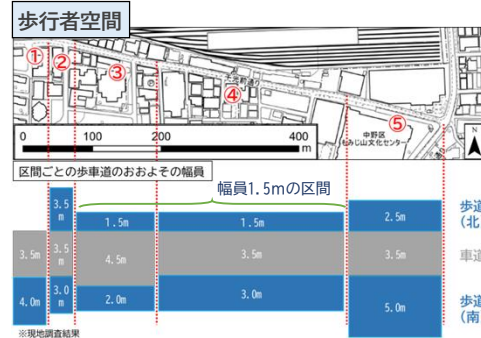 歩行者空間
① ② ③ ④ ⑤
中野区
もみじ山文化センター
N
0 100 200 400
m
区間ごとの歩車道のおおよその幅員
幅員1.5mの区間
3.5
m
1.5m 1.5m 2.5m
歩道
(北
3.5m 3.5
m 4.5m 3.5m 3.5m
車道
4.0m 3.0
m 2.0m 3.0m 5.0m
歩道
(南
※現地調査結果